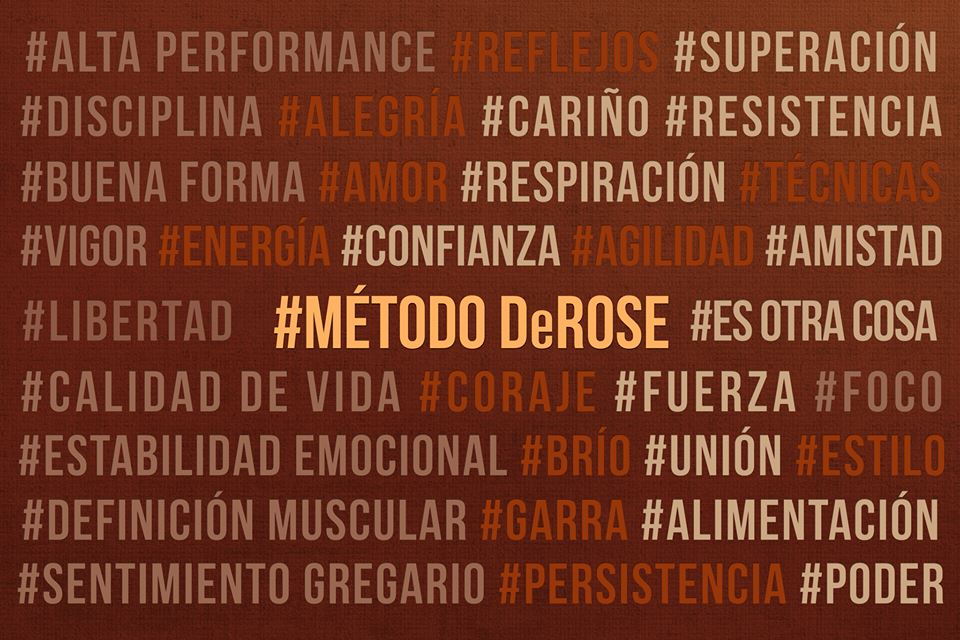 #ALTA PERFORMANCE #REFLEJOS #SUPERACIÓN
#DISCIPLINA #ALEGRÍA #CARIÑO #RESISTENCIA
#BUENA FORMA #AMOR #RESPIRACIÓN #TÉCNICAS
#VIGOR #ENERGÍA #CONFIANZA #AGILIDAD #AMISTAD
#LIBERTAD #MÉTODO DeROSE #ES OTRA COSA
#CALIDAD DE VIDA #CORAJE #FUERZA #FOCO
#ESTABILIDAD EMOCIONAL #BRÍO #UNIÓN #ESTILO
#DEFINICIÓN MUSCULAR #GARRA #ALIMENTACIÓN
#SENTIMIENTO GREGARIO #PERSISTENCIA #PODER